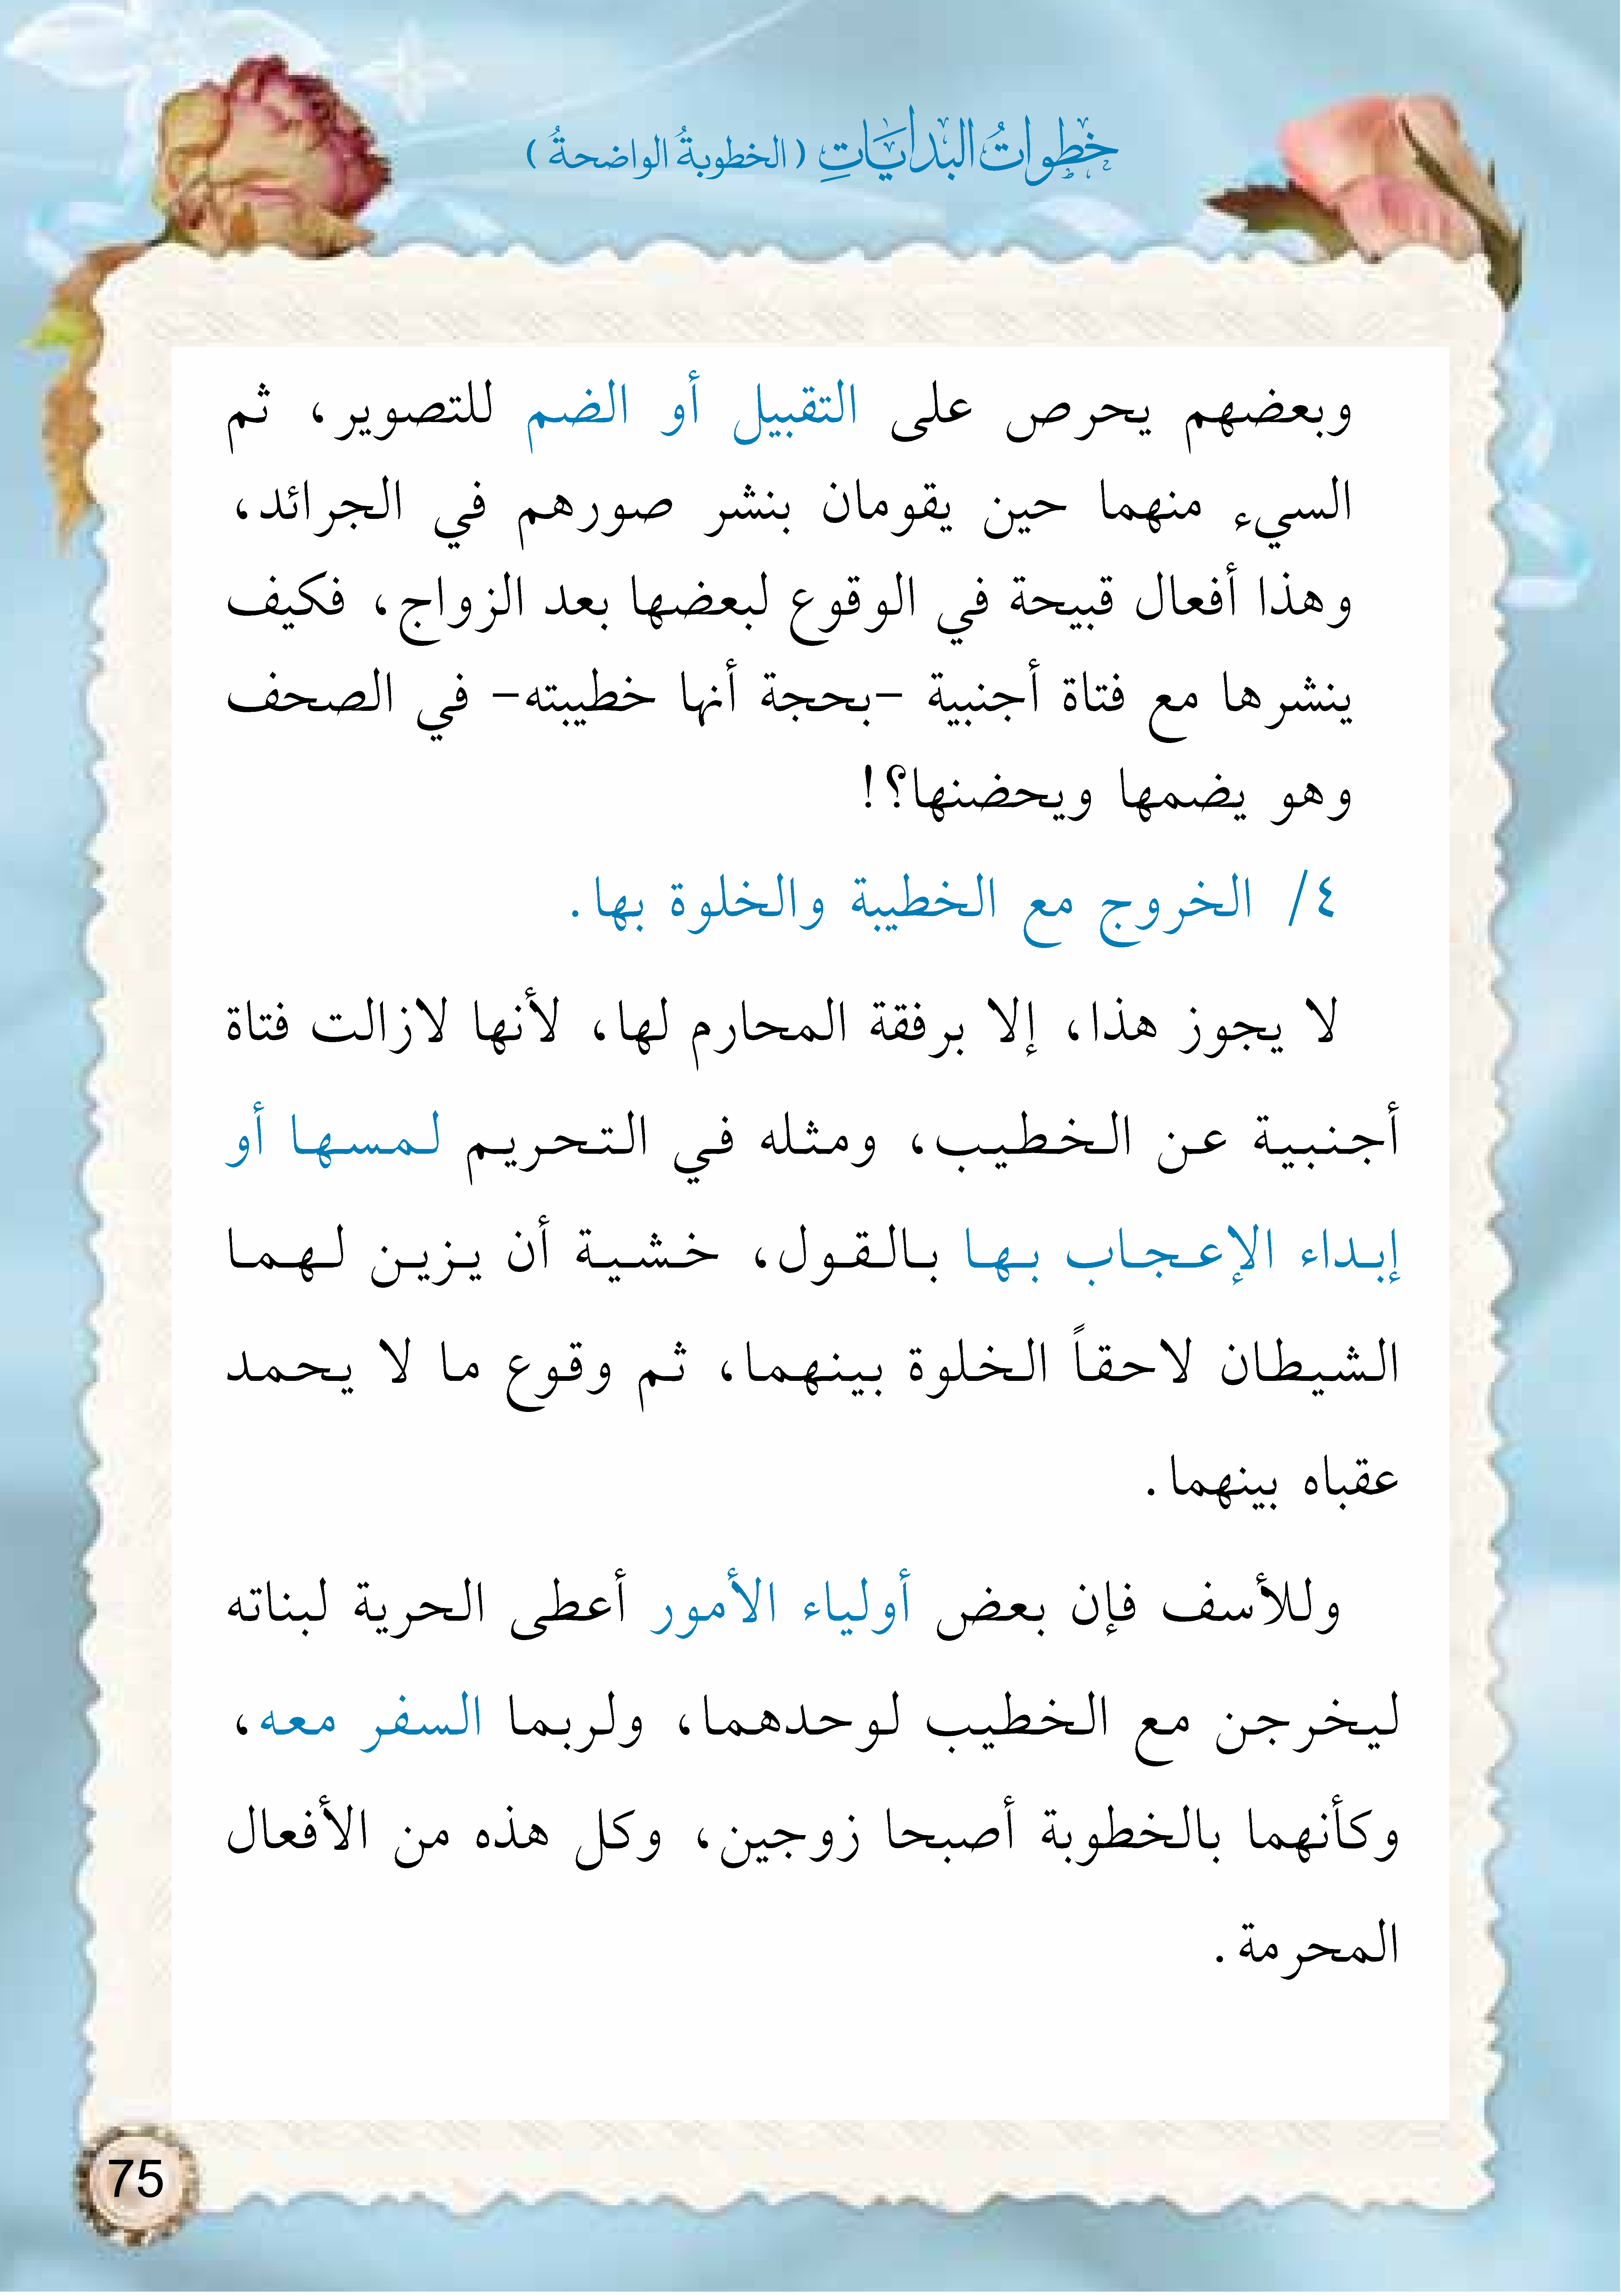 خطواتُ البدايَاتِ ( الخطوبةُ الواضحةُ )
وبعضهم يحرص على التقبيل أو الضم للتصوير، ثم
السيء منهما حين يقومان بنشر صورهم في الجرائد،
وهذا أفعال قبيحة في الوقوع لبعضها بعد الزواج، فكيف
ينشرها مع فتاة أجنبية -بحجة أنها خطيبته- في الصحف
وهو يضمها ويحضنها؟!
٤/ الخروج مع الخطيبة والخلوة بها.
لا يجوز هذا، إلا برفقة المحارم لها، لأنها لازالت فتاة
أجنبية عن الخطيب، ومثله في التحريم لمسها أو
إبداء الإعجاب بها بالقول، خشية أن يزين لهما
الشيطان لاحقاً الخلوة بينهما، ثم وقوع ما لا يحمد
عقباه بينهما.
وللأسف فإن بعض أولياء الأمور أعطى الحرية لبناته
ليخرجن مع الخطيب لوحدهما، ولربما السفر معه،
وكأنهما بالخطوبة أصبحا زوجين، وكل هذه من الأفعال
المحرمة.
75